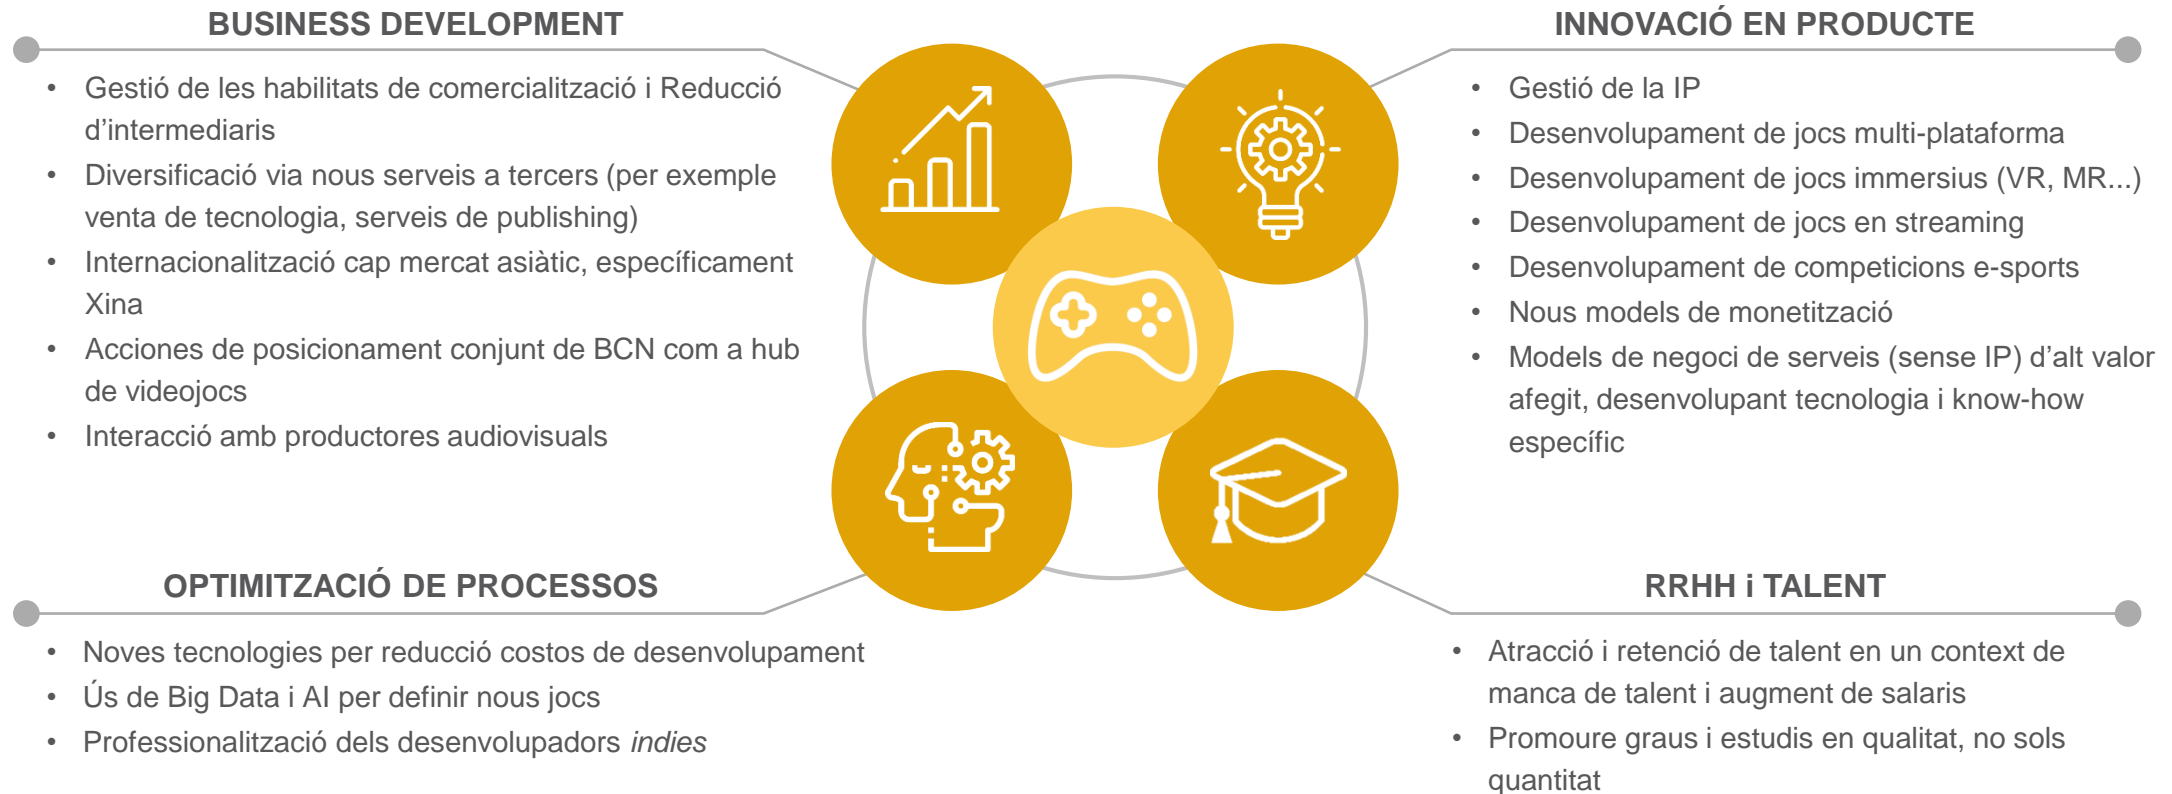 BUSINESS DEVELOPMENT
• Gestió de les habilitats de comercialització i Reducció
d'intermediaris
• Diversificació via nous serveis a tercers (per exemple
venta de tecnologia, serveis de publishing)
• Internacionalització cap mercat asiàtic, específicament
Xina
• Acciones de posicionament conjunt de BCN com a hub
de videojocs
• Interacció amb productores audiovisuals
INNOVACIÓ EN PRODUCTE
• Gestió de la IP
• Desenvolupament de jocs multi-plataforma
• Desenvolupament de jocs immersius (VR, MR...)
• Desenvolupament de jocs en streaming
• Desenvolupament de competicions e-sports
• Nous models de monetització
• Models de negoci de serveis (sense IP) d'alt valor
afegit, desenvolupant tecnologia i know-how
específic
OPTIMITZACIÓ DE PROCESSOS
• Noves tecnologies per reducció costos de desenvolupament
• Ús de Big Data i AI per definir nous jocs
• Professionalització dels desenvolupadors indies
RRHH i TALENT
• Atracció i retenció de talent en un context de
manca de talent i augment de salaris
• Promoure graus i estudis en qualitat, no sols
quantitat